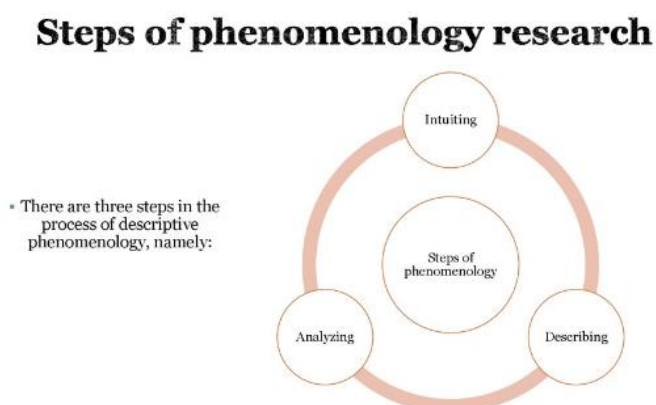 Steps of phenomenology research
▪ There are three steps in the
process of descriptive
phenomenology, namely:
Intuiting
Steps of
phenomenology
Analyzing
Describing